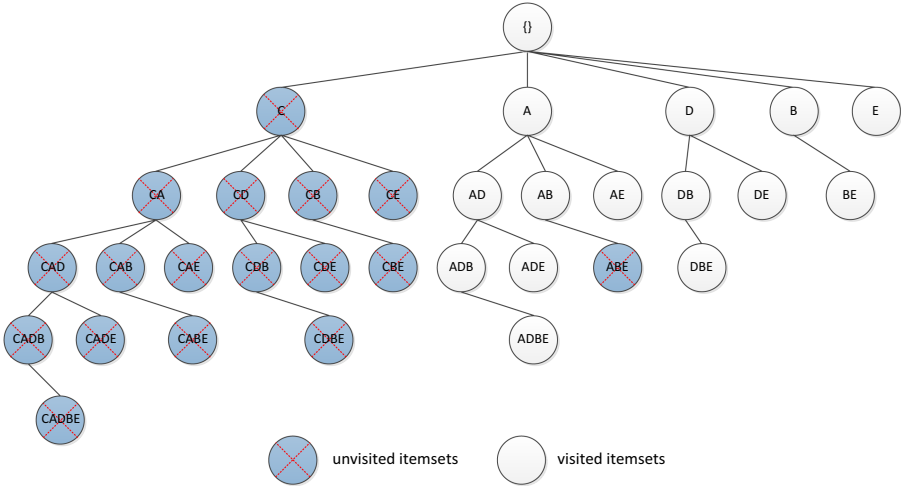 {}
C A D B E
CA CD CB CE AD AB AE DB DE BE
CAD CAB CAE CDB CDE CBE ADB ADE ABE DBE
CADB CADE CABE CDBE ADBE
CADBE
unvisited itemsets visited itemsets